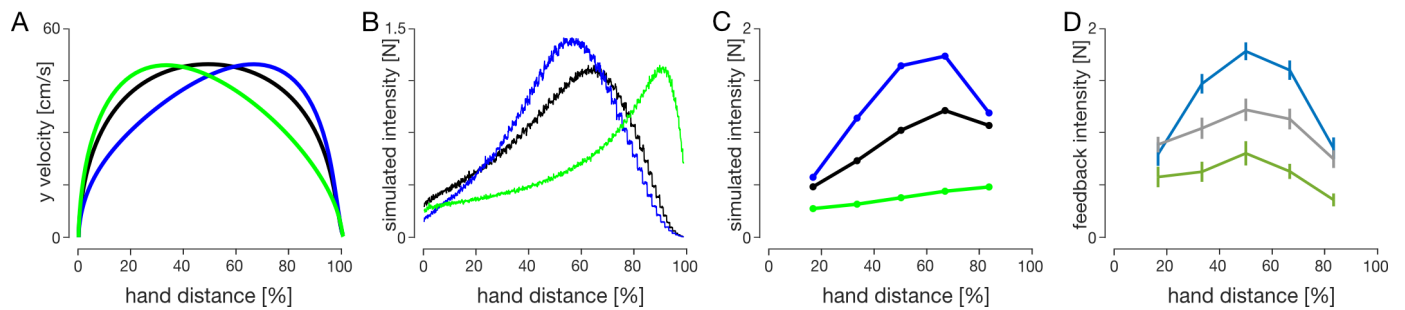 A
60
y velocity [cm/s]
0
0 20 40 60 80 100
hand distance [%]
B
1.5
simulated intensity [N]
0
0 20 40 60 80 100
hand distance [%]
C
2
simulated intensity [N]
0
0 20 40 60 80 100
hand distance [%]
D
2
feedback intensity [N]
0
0 20 40 60 80 100
hand distance [%]